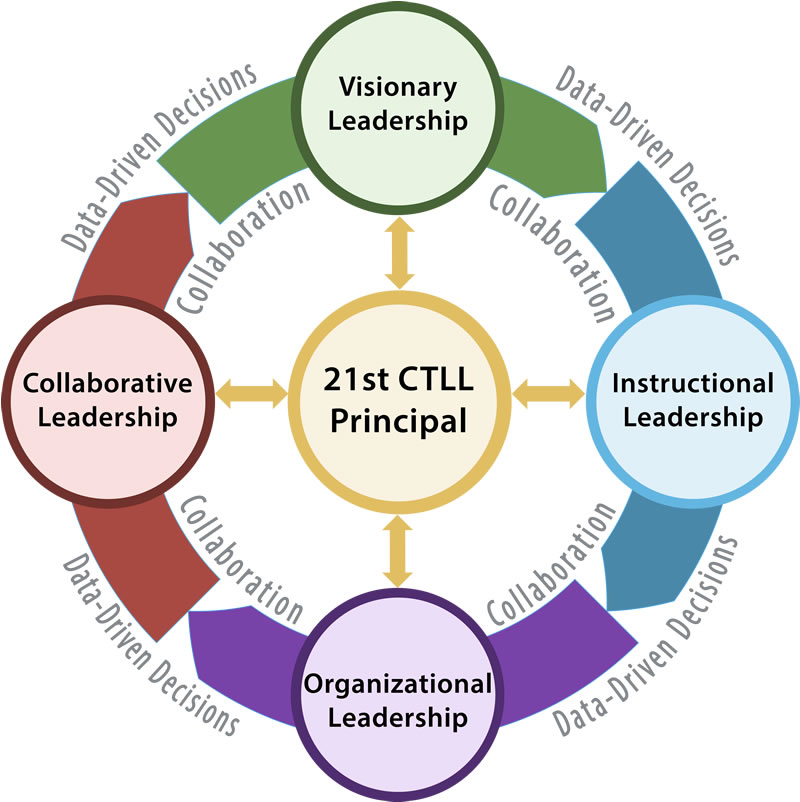 Visionary
Leadership
Data-Driven Decisions
Data-Driven Decisions
Collaboration
Collaboration
Collaborative
Leadership
21st CTLL
Principal
Instructional
Leadership
Collaboration
Collaboration
Data-Driven Decisions
Data-Driven Decisions
Organizational
Leadership